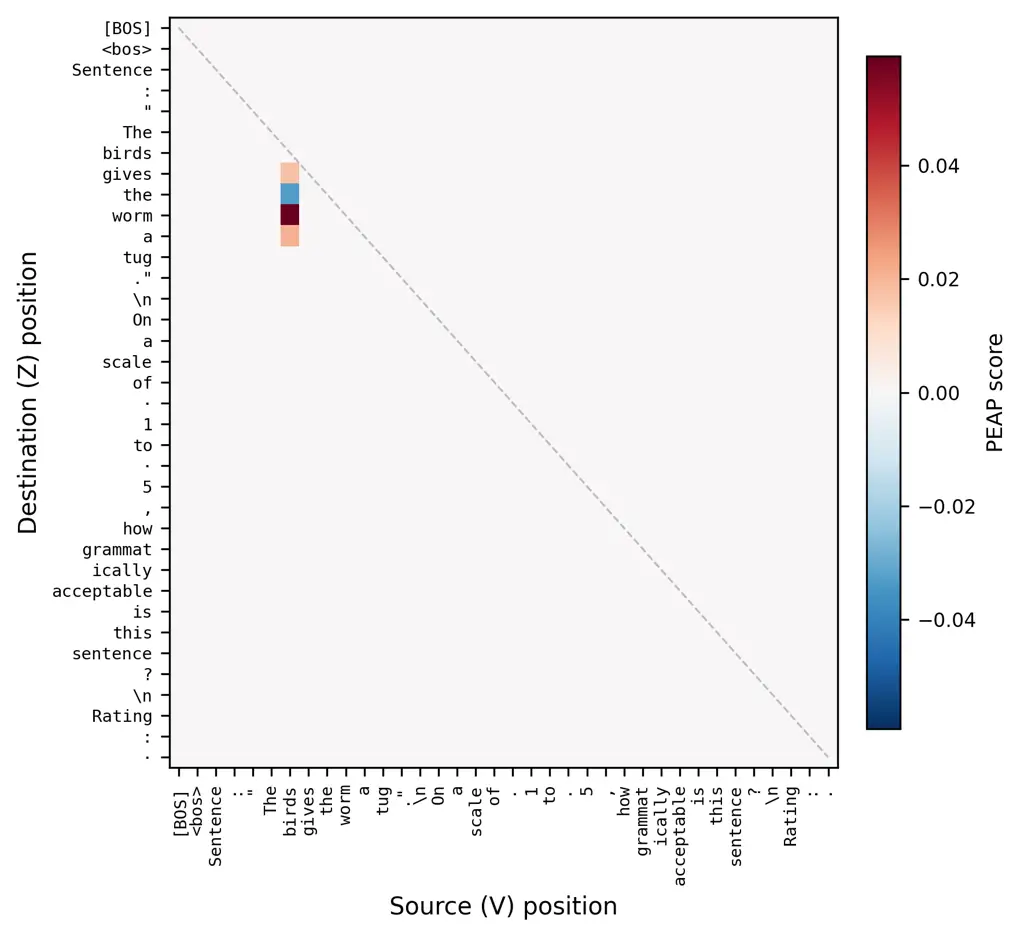 [BOS]
<bos>
Sentence
:
"
The
birds
gives
the
worm
a
tug
."
\n
On
a
scale
of
·
1
to
·
5
,
how
grammat
ically
acceptable
is
this
sentence
?
\n
Rating
:
·
Destination (Z) position
[BOS]
<bos>
Sentence
:
"
The
birds
gives
the
worm
a
tug
."
\n
On
a
scale
of
·
1
to
·
5
,
how
grammat
ically
acceptable
is
this
sentence
?
\n
Rating
:
·
Source (V) position
0.04
0.02
0.00
−0.02
−0.04
PEAP score